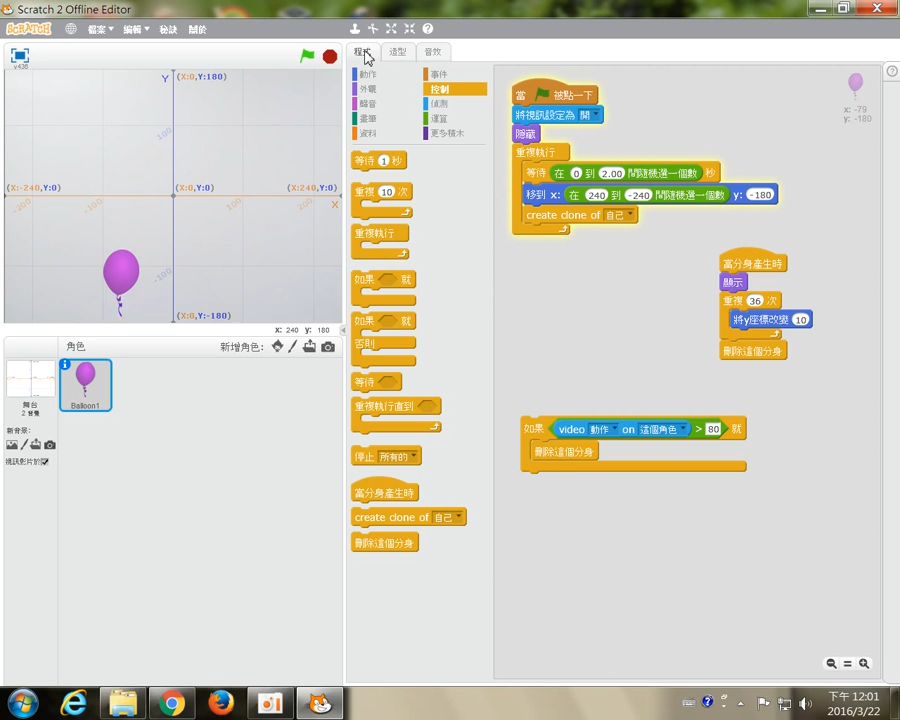 Scratch 2 Offline Editor
SCRATCH 檔案 編輯 秘訣 關於
v438
程式 造型 音效
Y (X:0,Y:180)
100
(X:-240,Y:0) (X:0,Y:0) (X:240,Y:0)
-200 -100 100 200 X
-100
(X:0,Y:-180)
x: 240 y: 180
角色 新增角色:
舞台
2 背景
Balloon1
新背景:
視訊影片於
動作 事件
外觀 控制
聲音 偵測
畫筆 運算
資料 更多積木
等待 1 秒
重複 10 次
重複執行
如果 就
如果 就
否則
等待
重複執行直到
停止 所有的
當分身產生時
create clone of 自己
刪除這個分身
當 被點一下
將視訊設定為 開
隱藏
重複執行
等待 在 0 到 2.00 間隨機選一個數 秒
移到 x: 在 240 到 -240 間隨機選一個數 y: -180
create clone of 自己
x: -79
y: -180
當分身產生時
顯示
重複 36 次
將y座標改變 10
刪除這個分身
如果 video 動作 on 這個角色 > 80 就
刪除這個分身
下午 12:01
2016/3/22